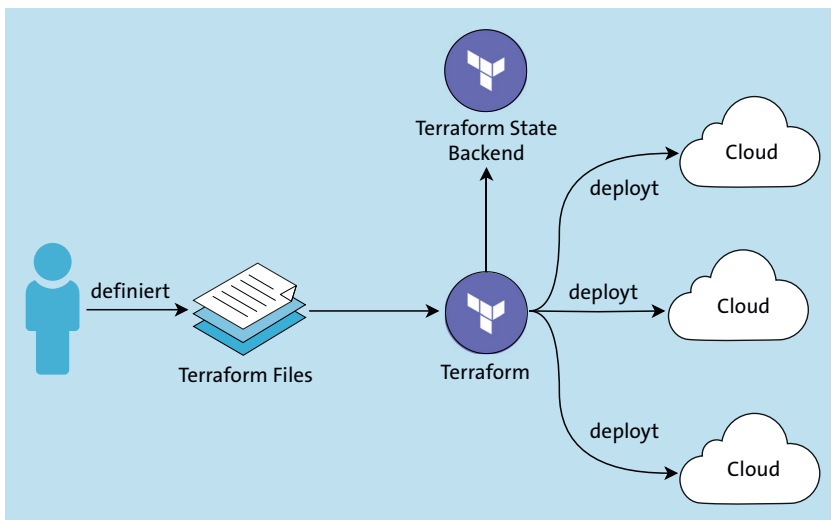 Terraform State
Backend
Cloud
deployt
definiert
deployt
Cloud
Terraform Files
Terraform
deployt
Cloud